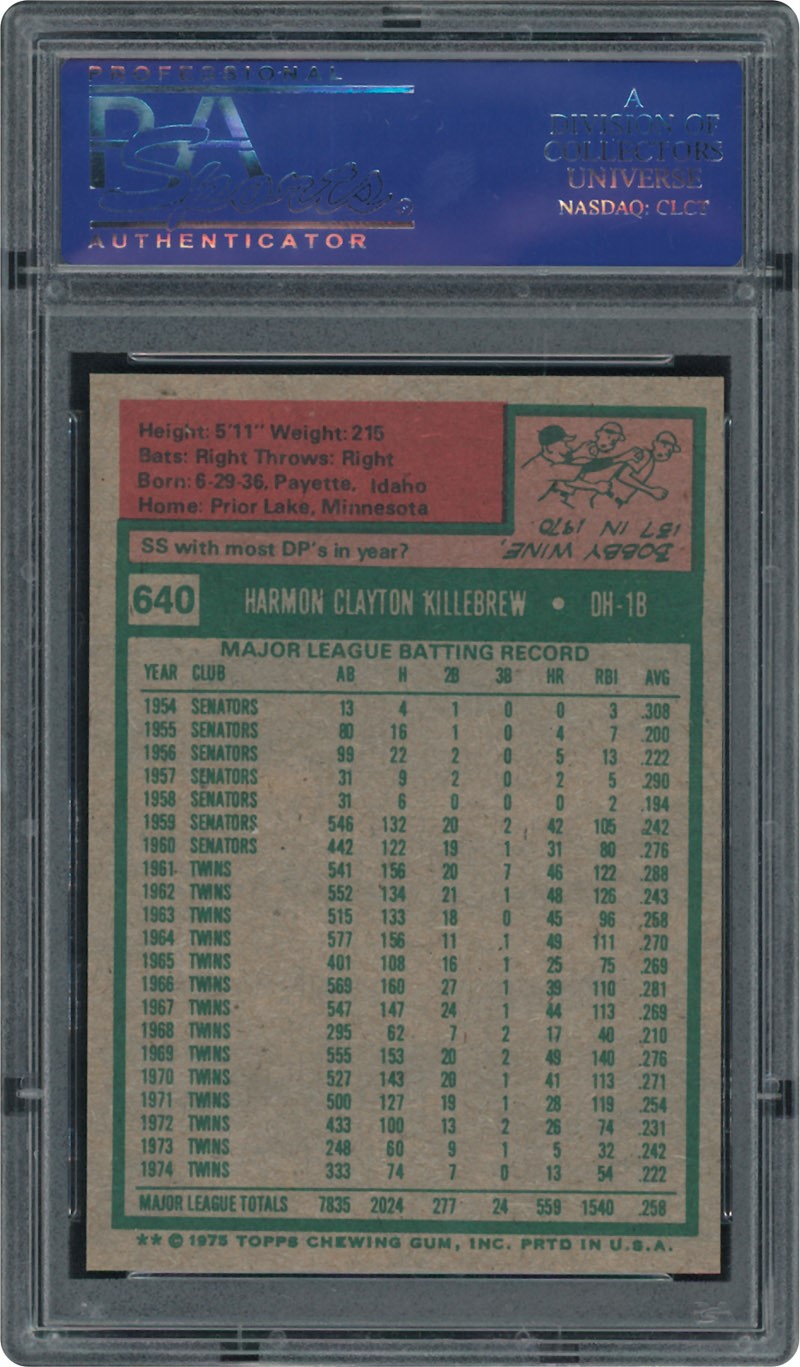 PROFESSIONAL
PSA
Sports
AUTHENTICATOR
A
DIVISION OF
COLLECTORS
UNIVERSE
NASDAQ: CLCT
Height: 5'11" Weight: 215
Bats: Right Throws: Right
Born: 6-29-36, Payette, Idaho
Home: Prior Lake, Minnesota
SS with most DP's in year?
BOBBY WINE,
137 IN 1970.
640 HARMON CLAYTON KILLEBREW • DH-1B
MAJOR LEAGUE BATTING RECORD
YEAR CLUB AB H 2B 3B HR RBI AVG
1954 SENATORS 13 4 1 0 0 3 .308
1955 SENATORS 80 16 1 0 4 7 .200
1956 SENATORS 99 22 2 0 5 13 .222
1957 SENATORS 31 9 2 0 2 5 .290
1958 SENATORS 31 6 0 0 0 2 .194
1959 SENATORS 546 132 20 2 42 105 .242
1960 SENATORS 442 122 19 1 31 80 .276
1961 TWINS 541 156 20 7 46 122 .288
1962 TWINS 552 134 21 1 48 126 .243
1963 TWINS 515 133 18 0 45 96 .258
1964 TWINS 577 156 11 1 49 111 .270
1965 TWINS 401 108 16 1 25 75 .269
1966 TWINS 569 160 27 1 39 110 .281
1967 TWINS 547 147 24 1 44 113 .269
1968 TWINS 295 62 7 2 17 40 .210
1969 TWINS 555 153 20 2 49 140 .276
1970 TWINS 527 143 20 1 41 113 .271
1971 TWINS 500 127 19 1 28 119 .254
1972 TWINS 433 100 13 2 26 74 .231
1973 TWINS 248 60 9 1 5 32 .242
1974 TWINS 333 74 7 0 13 54 .222
MAJOR LEAGUE TOTALS 7835 2024 277 24 559 1540 .258
** © 1975 TOPPS CHEWING GUM, INC. PRTD IN U.S.A.